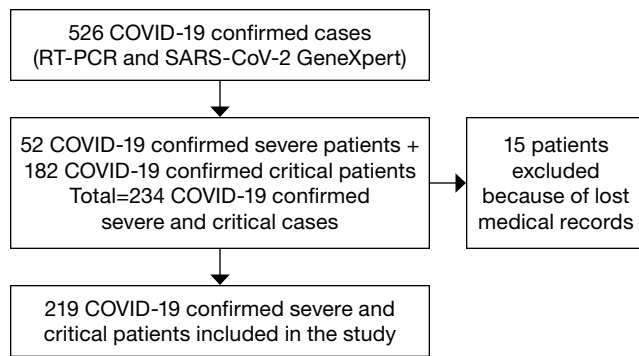 526 COVID-19 confirmed cases
(RT-PCR and SARS-CoV-2 GeneXpert)
52 COVID-19 confirmed severe patients +
182 COVID-19 confirmed critical patients
Total=234 COVID-19 confirmed
severe and critical cases
15 patients
excluded
because of lost
medical records
219 COVID-19 confirmed severe and
critical patients included in the study